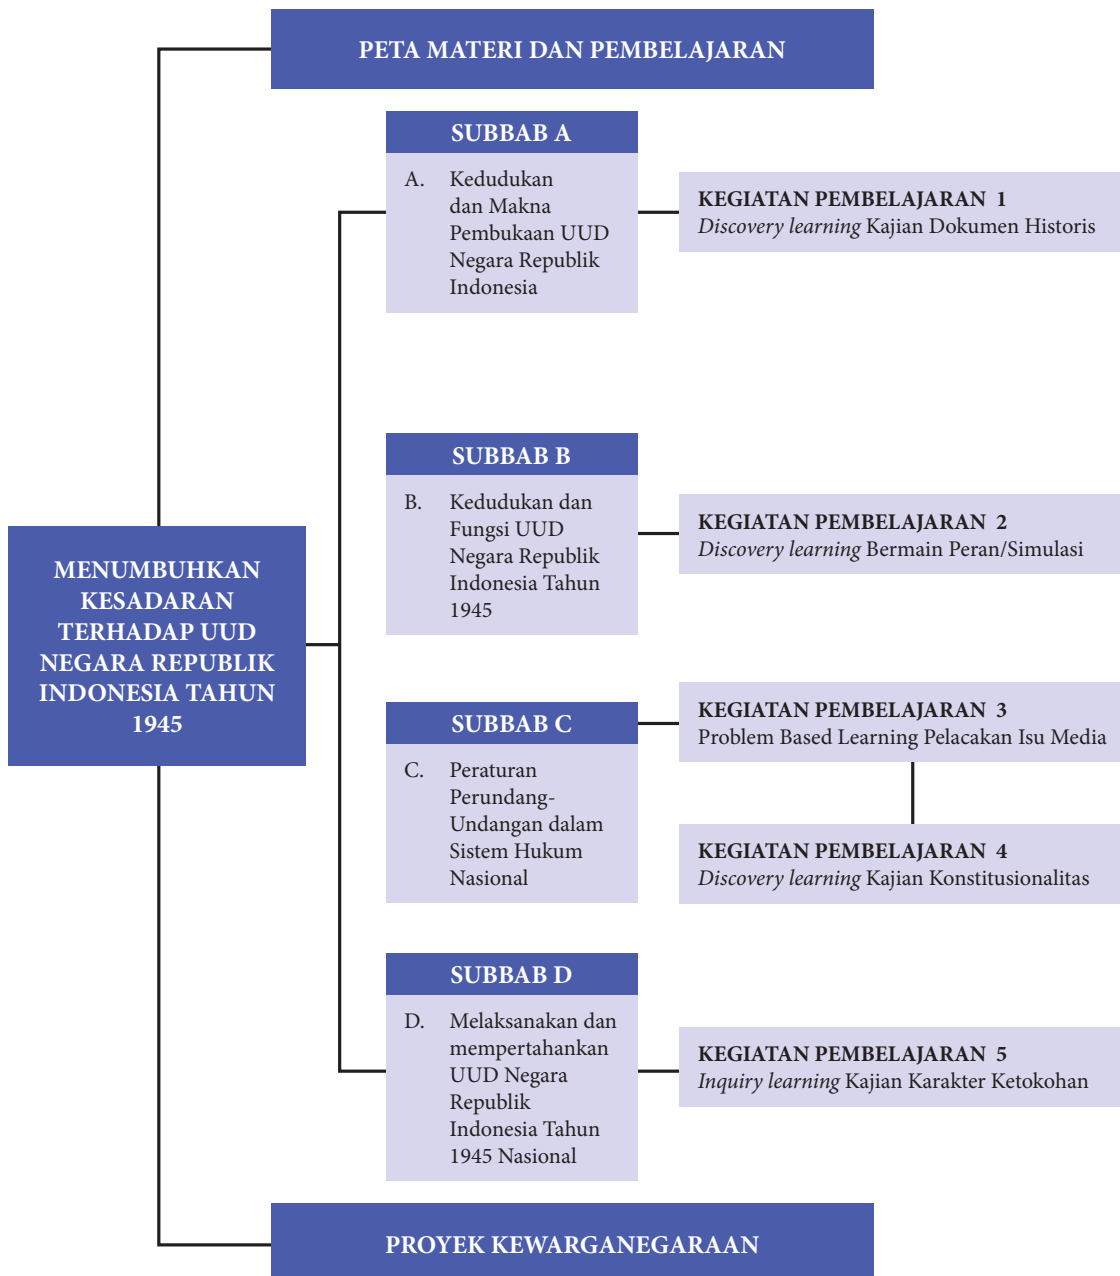 PETA MATERI DAN PEMBELAJARAN
SUBBAB A
A. Kedudukan
dan Makna
Pembukaan UUD
Negara Republik
Indonesia
KEGIATAN PEMBELAJARAN 1
Discovery learning Kajian Dokumen Historis
SUBBAB B
B. Kedudukan dan
Fungsi UUD
Negara Republik
Indonesia Tahun
1945
KEGIATAN PEMBELAJARAN 2
Discovery learning Bermain Peran/Simulasi
MENUMBUHKAN
KESADARAN
TERHADAP UUD
NEGARA REPUBLIK
INDONESIA TAHUN
1945
SUBBAB C
C. Peraturan
Perundang-
Undangan dalam
Sistem Hukum
Nasional
KEGIATAN PEMBELAJARAN 3
Problem Based Learning Pelacakan Isu Media
KEGIATAN PEMBELAJARAN 4
Discovery learning Kajian Konstitusionalitas
SUBBAB D
D. Melaksanakan dan
mempertahankan
UUD Negara
Republik
Indonesia Tahun
1945 Nasional
KEGIATAN PEMBELAJARAN 5
Inquiry learning Kajian Karakter Ketokohan
PROYEK KEWARGANEGARAAN